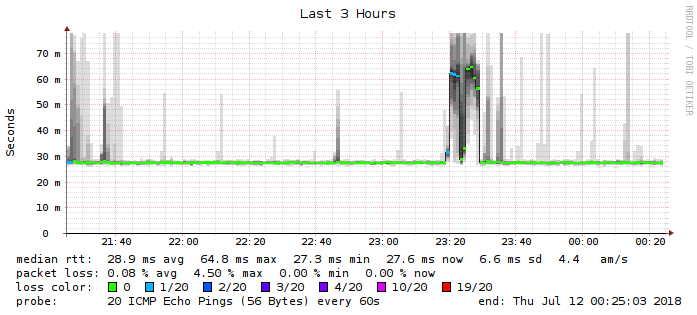 Last 3 Hours
RRDTOOL / TOBI OETIKER
Seconds
70 m
60 m
50 m
40 m
30 m
20 m
10 m
0
21:40 22:00 22:20 22:40 23:00 23:20 23:40 00:00 00:20
median rtt: 28.9 ms avg 64.8 ms max 27.3 ms min 27.6 ms now 6.6 ms sd 4.4 am/s
packet loss: 0.08 % avg 4.50 % max 0.00 % min 0.00 % now
loss color: 0 1/20 2/20 3/20 4/20 10/20 19/20
probe: 20 ICMP Echo Pings (56 Bytes) every 60s end: Thu Jul 12 00:25:03 2018